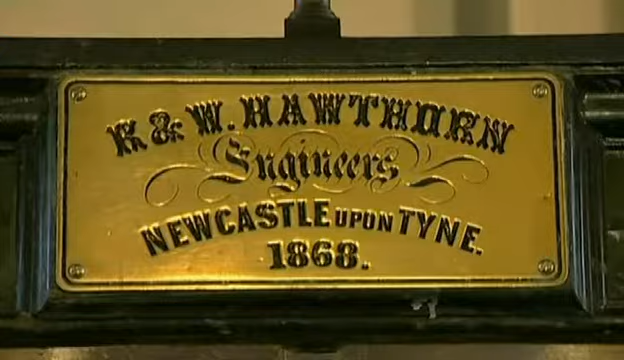 R & W. HAWTHORN
Engineers
NEWCASTLE UPON TYNE.
1868.